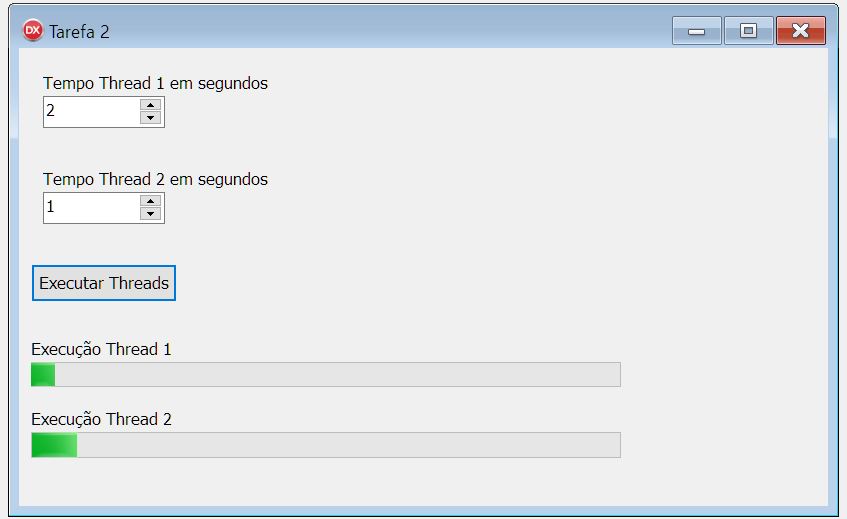 DX Tarefa 2
Tempo Thread 1 em segundos
2
Tempo Thread 2 em segundos
1
Executar Threads
Execução Thread 1
Execução Thread 2